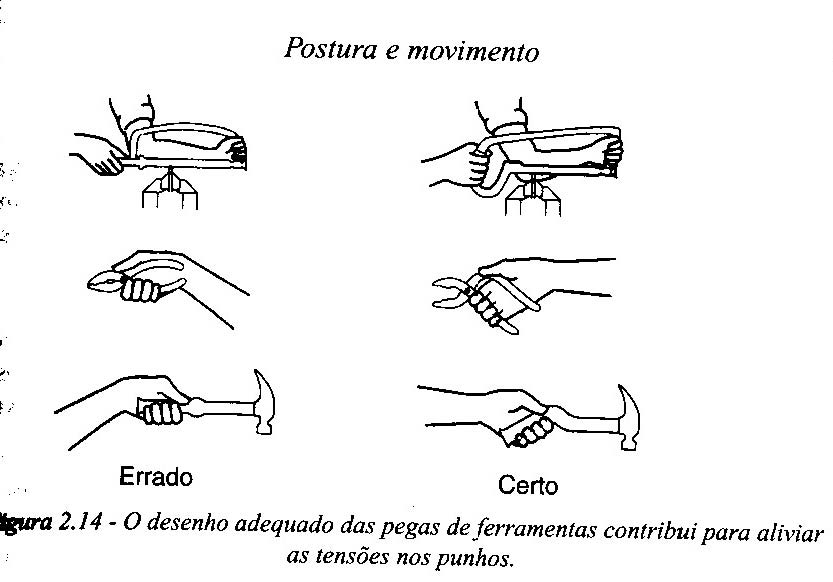 Postura e movimento
Errado
Certo
Figura 2.14 - O desenho adequado das pegas de ferramentas contribui para aliviar
as tensões nos punhos.